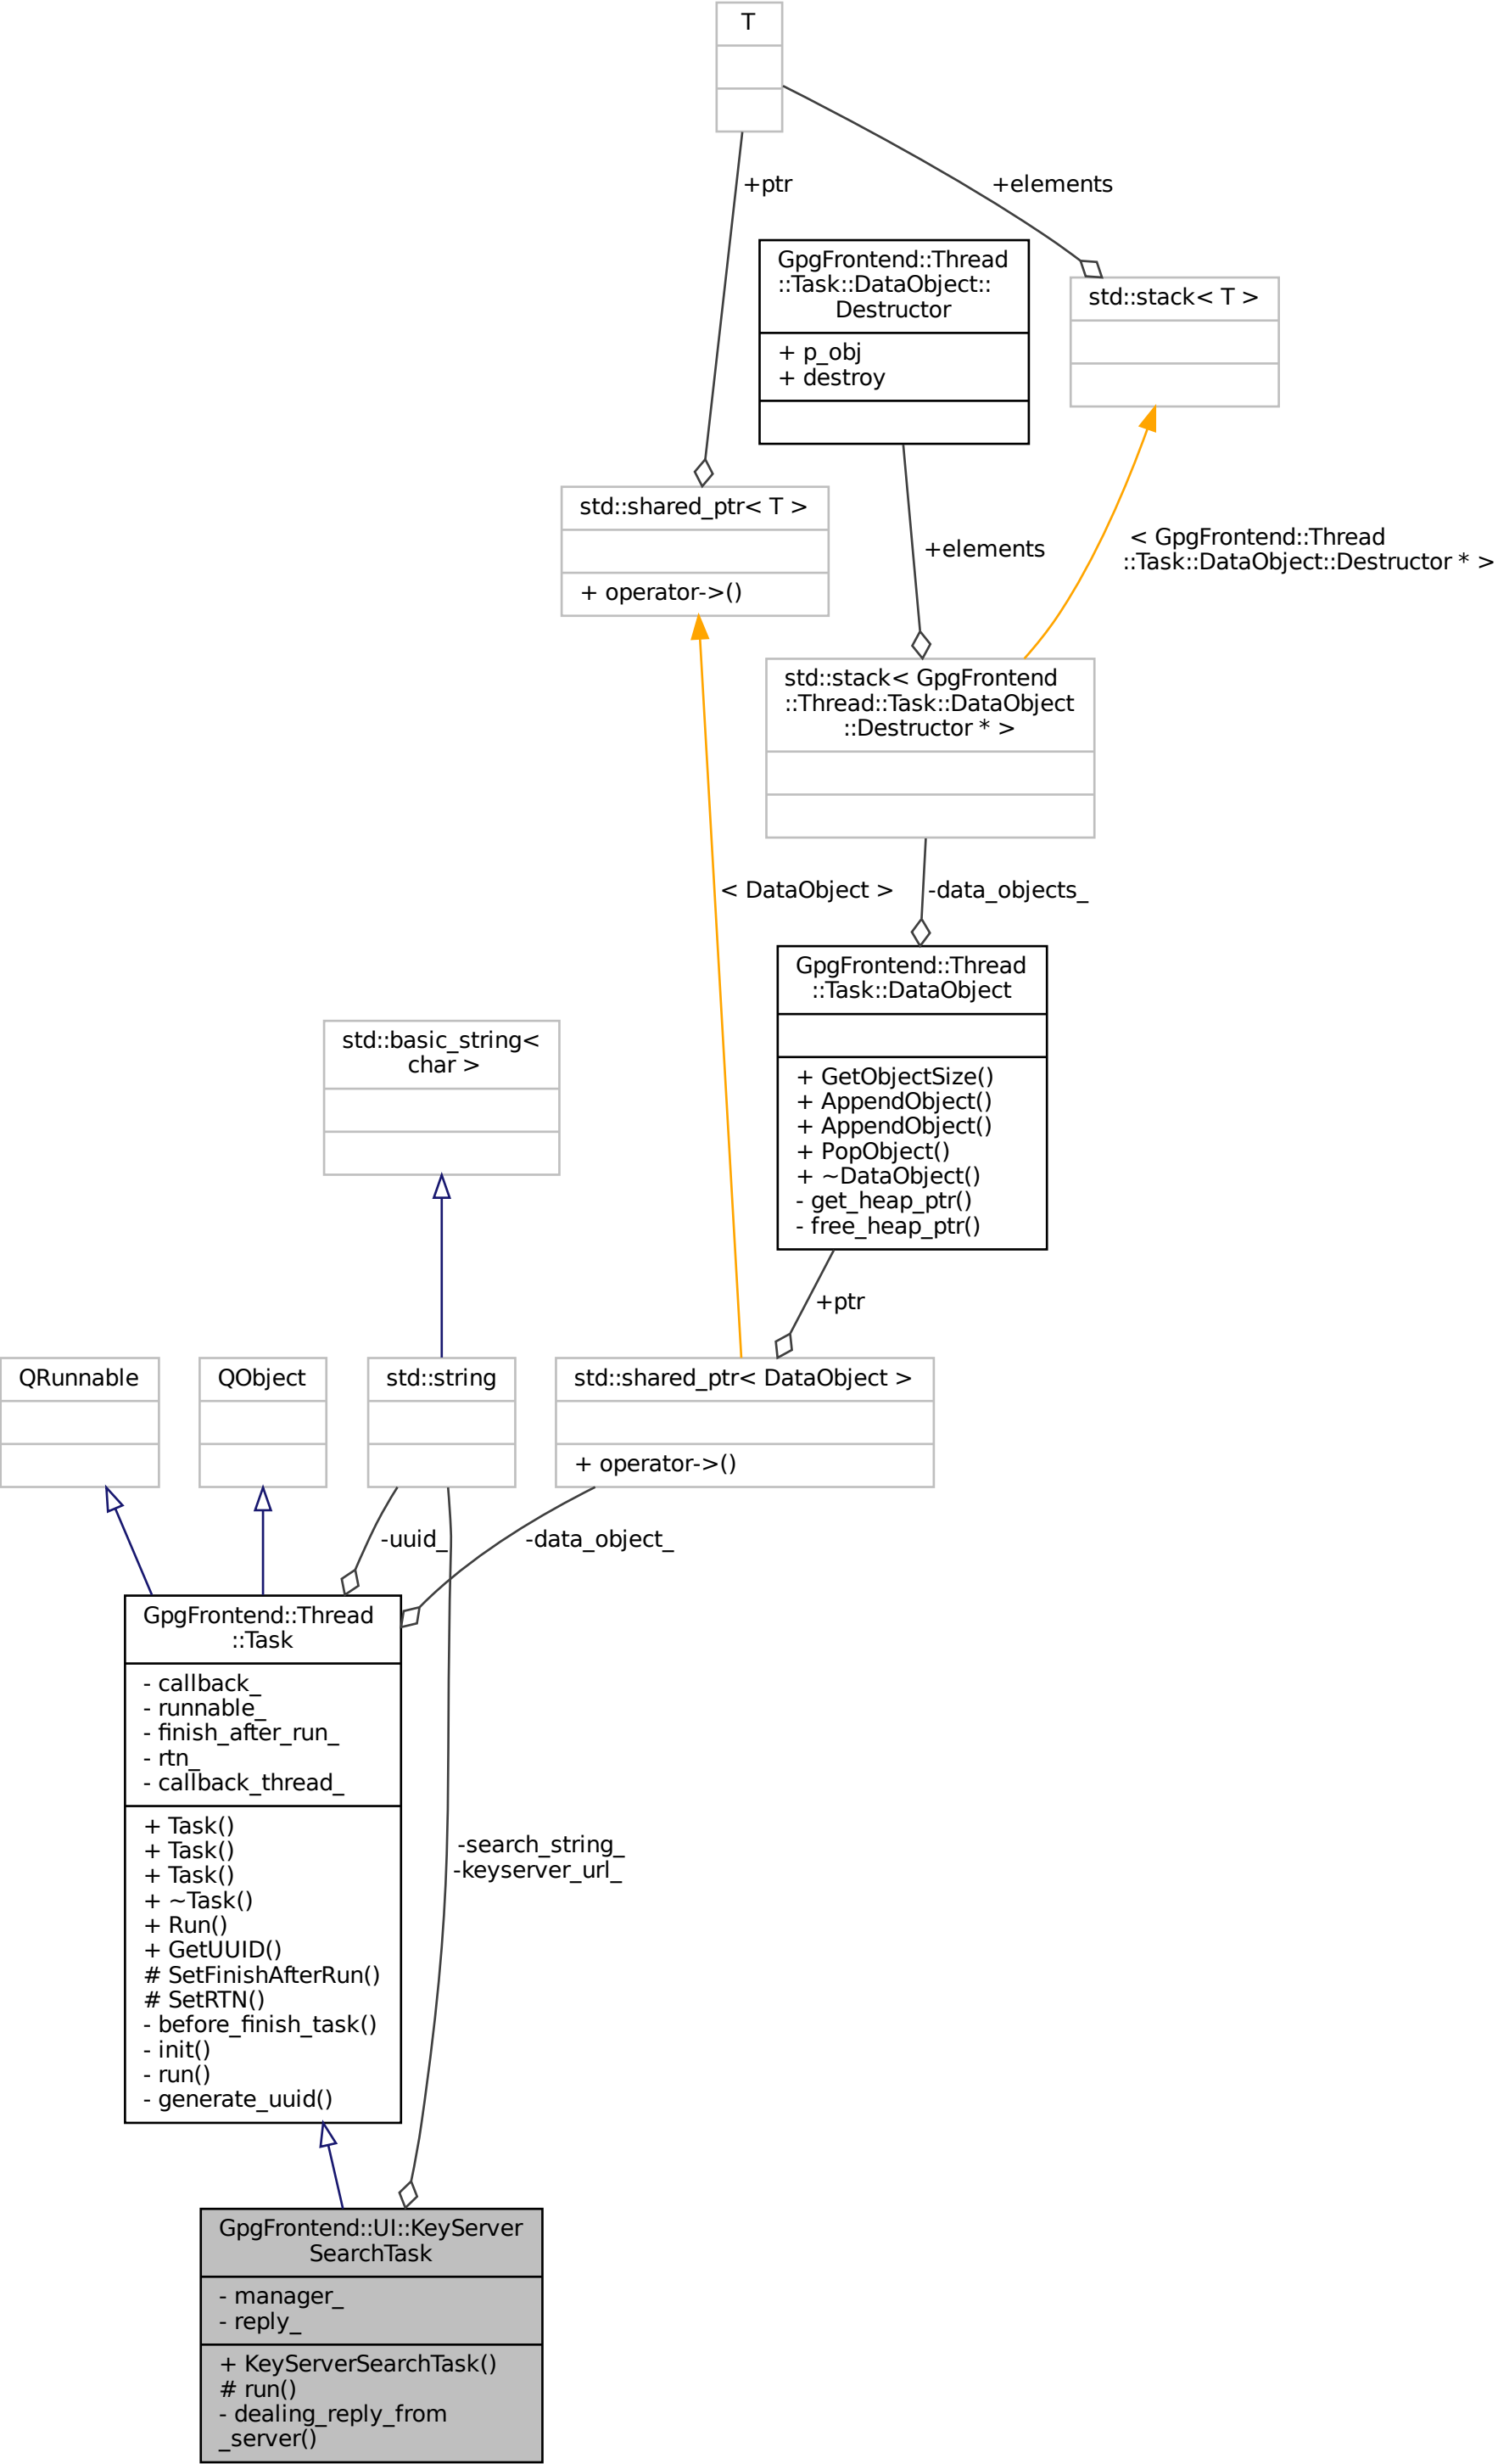 T
+ptr
+elements
GpgFrontend::Thread
::Task::DataObject::
Destructor
+ p_obj
+ destroy
std::stack< T >
std::shared_ptr< T >
+ operator->()
+elements
< GpgFrontend::Thread
::Task::DataObject::Destructor * >
std::stack< GpgFrontend
::Thread::Task::DataObject
::Destructor * >
< DataObject >
-data_objects_
GpgFrontend::Thread
::Task::DataObject
+ GetObjectSize()
+ AppendObject()
+ AppendObject()
+ PopObject()
+ ~DataObject()
- get_heap_ptr()
- free_heap_ptr()
std::basic_string<
char >
+ptr
QRunnable
QObject
std::string
std::shared_ptr< DataObject >
+ operator->()
-uuid_
-data_object_
GpgFrontend::Thread
::Task
- callback_
- runnable_
- finish_after_run_
- rtn_
- callback_thread_
+ Task()
+ Task()
+ Task()
+ ~Task()
+ Run()
+ GetUUID()
# SetFinishAfterRun()
# SetRTN()
- before_finish_task()
- init()
- run()
- generate_uuid()
-search_string_
-keyserver_url_
GpgFrontend::UI::KeyServer
SearchTask
- manager_
- reply_
+ KeyServerSearchTask()
# run()
- dealing_reply_from
_server()